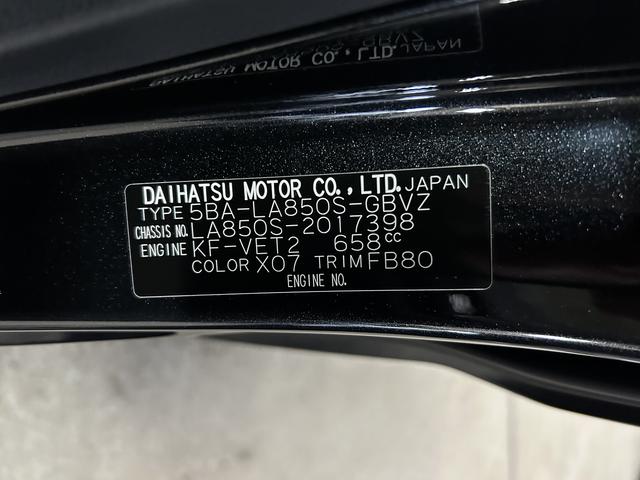 DAIHATSU MOTOR CO., LTD. JAPAN
TYPE 5BA-LA850S-GBVZ
CHASSIS NO. LA850S-2017398
ENGINE KF-VET2 658cc
COLOR X07 TRIM FB80
ENGINE NO.